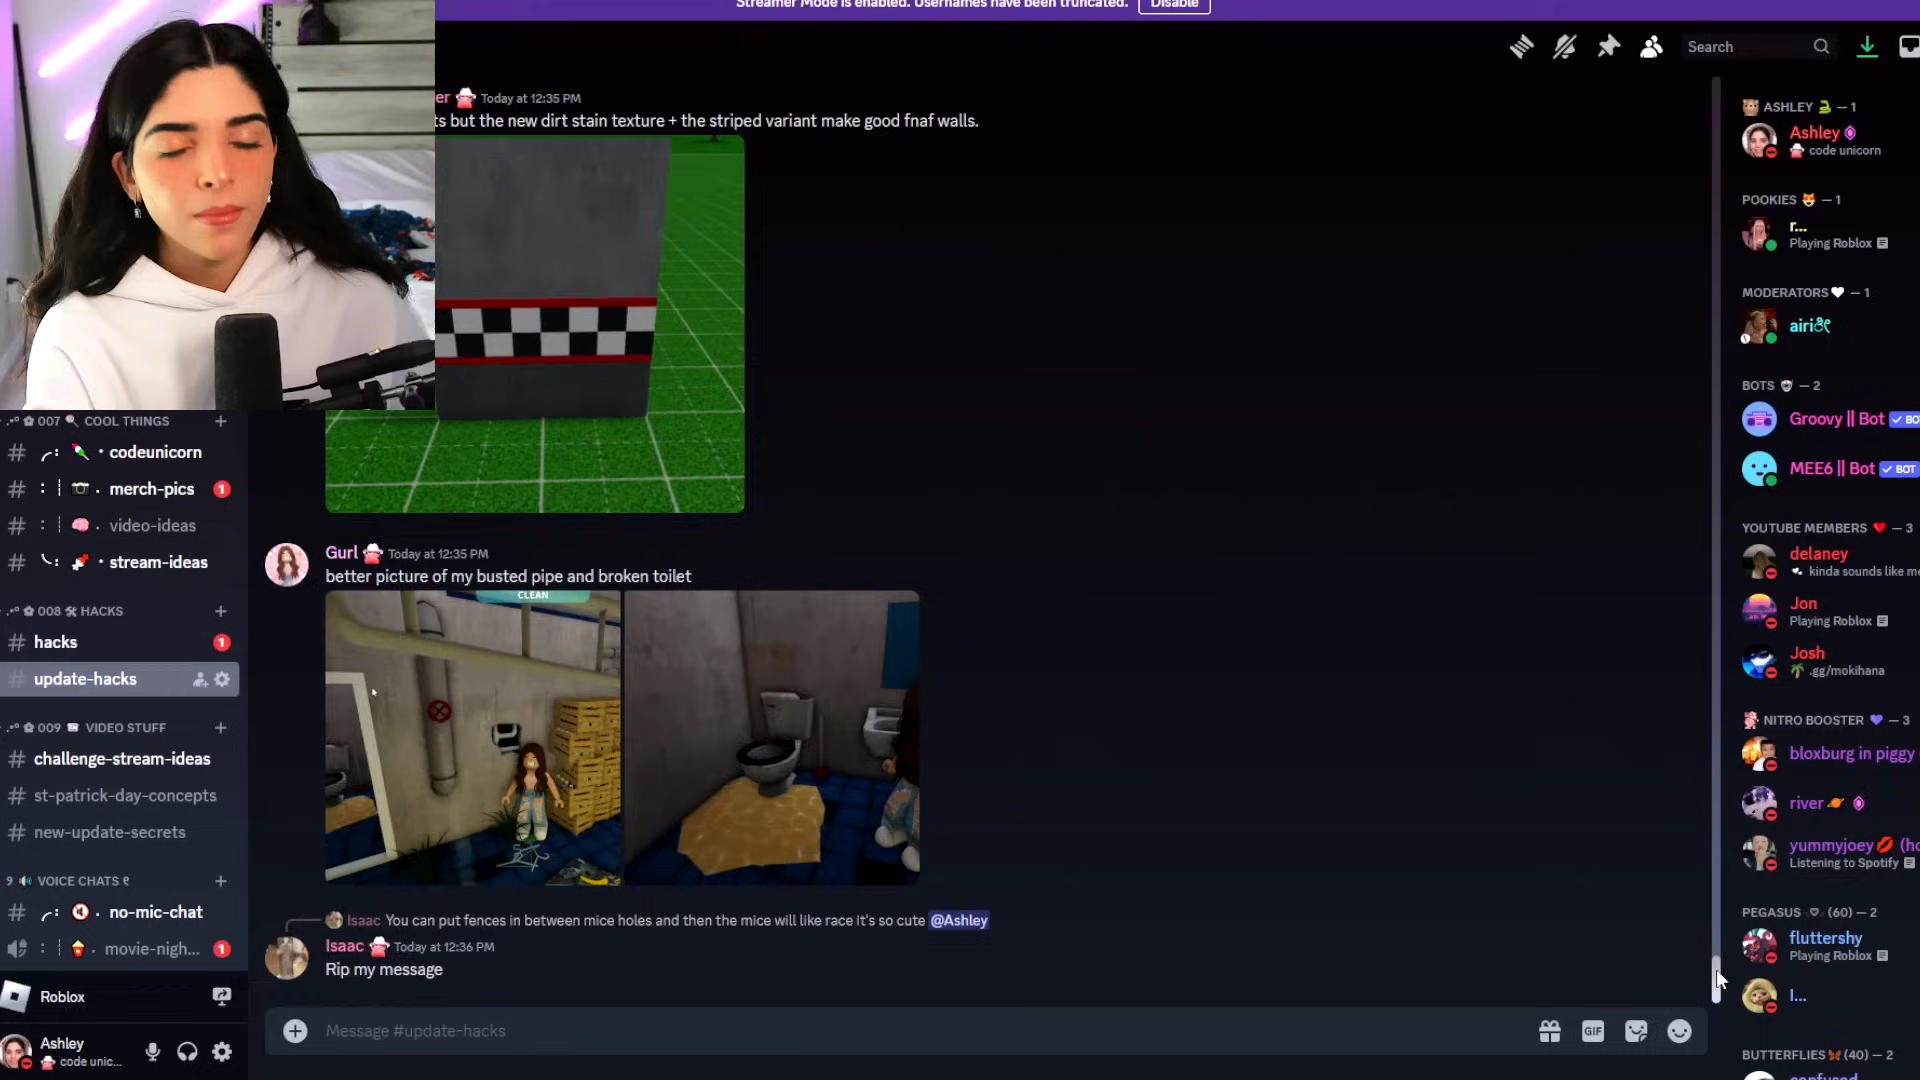 Streamer Mode is enabled. Usernames have been truncated.
Disable
Search
er Today at 12:35 PM
ts but the new dirt stain texture + the striped variant make good fnaf walls.
Gurl Today at 12:35 PM
better picture of my busted pipe and broken toilet
CLEAN
Isaac You can put fences in between mice holes and then the mice will like race it's so cute @Ashley
Isaac Today at 12:36 PM
Rip my message
Message #update-hacks
GIF
007 COOL THINGS
codeunicorn
merch-pics 1
video-ideas
stream-ideas
008 HACKS
hacks 1
update-hacks
009 VIDEO STUFF
challenge-stream-ideas
st-patrick-day-concepts
new-update-secrets
9 VOICE CHATS
no-mic-chat
movie-nigh... 1
Roblox
Ashley
code unic...
ASHLEY — 1
Ashley
code unicorn
POOKIES — 1
r...
Playing Roblox
MODERATORS — 1
airi
BOTS — 2
Groovy || Bot ✓ BO
MEE6 || Bot ✓ BOT
YOUTUBE MEMBERS — 3
delaney
kinda sounds like me
Jon
Playing Roblox
Josh
.gg/mokihana
NITRO BOOSTER — 3
bloxburg in piggy
river
yummyjoey (ho
Listening to Spotify
PEGASUS (60) — 2
fluttershy
Playing Roblox
l...
BUTTERFLIES (40) — 2
confused